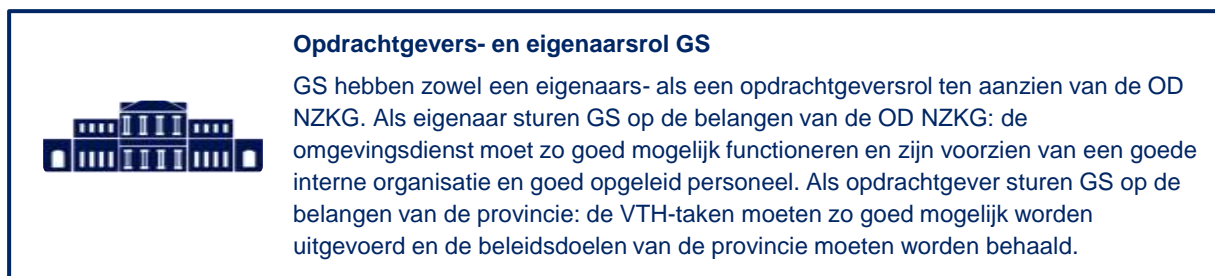 Opdrachtgevers- en eigenaarsrol GS
GS hebben zowel een eigenaars- als een opdrachtgeversrol ten aanzien van de OD
NZKG. Als eigenaar sturen GS op de belangen van de OD NZKG: de
omgevingsdienst moet zo goed mogelijk functioneren en zijn voorzien van een goede
interne organisatie en goed opgeleid personeel. Als opdrachtgever sturen GS op de
belangen van de provincie: de VTH-taken moeten zo goed mogelijk worden
uitgevoerd en de beleidsdoelen van de provincie moeten worden behaald.